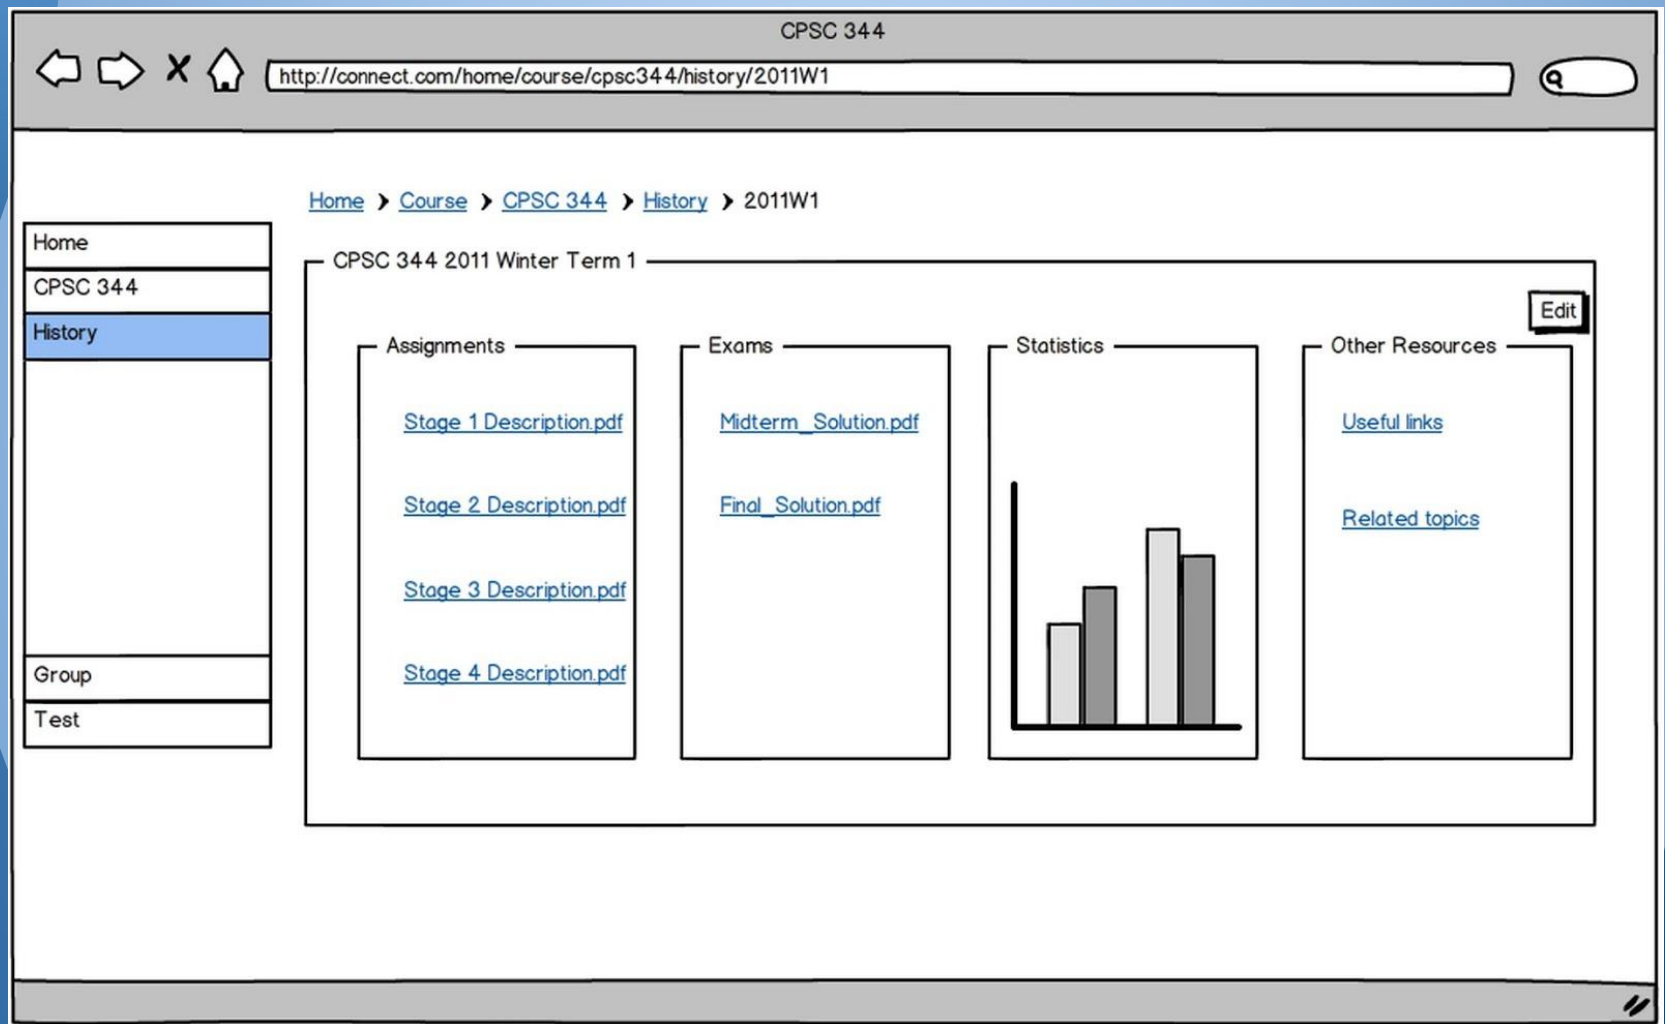 CPSC 344
http://connect.com/home/course/cpsc344/history/2011W1
Home > Course > CPSC 344 > History > 2011W1
Home
CPSC 344
History
Group
Test
CPSC 344 2011 Winter Term 1
Edit
Assignments
Stage 1 Description.pdf
Stage 2 Description.pdf
Stage 3 Description.pdf
Stage 4 Description.pdf
Exams
Midterm_Solution.pdf
Final_Solution.pdf
Statistics
Other Resources
Useful links
Related topics